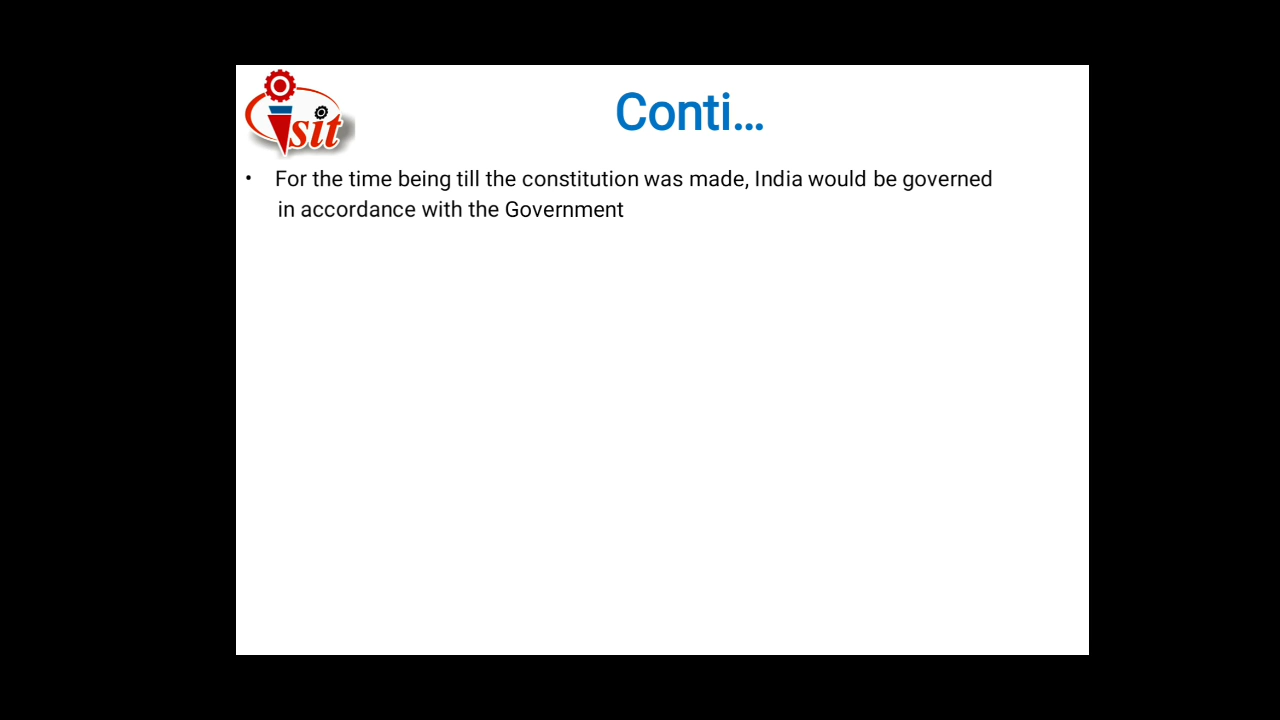 isit
Conti...
• For the time being till the constitution was made, India would be governed
in accordance with the Government